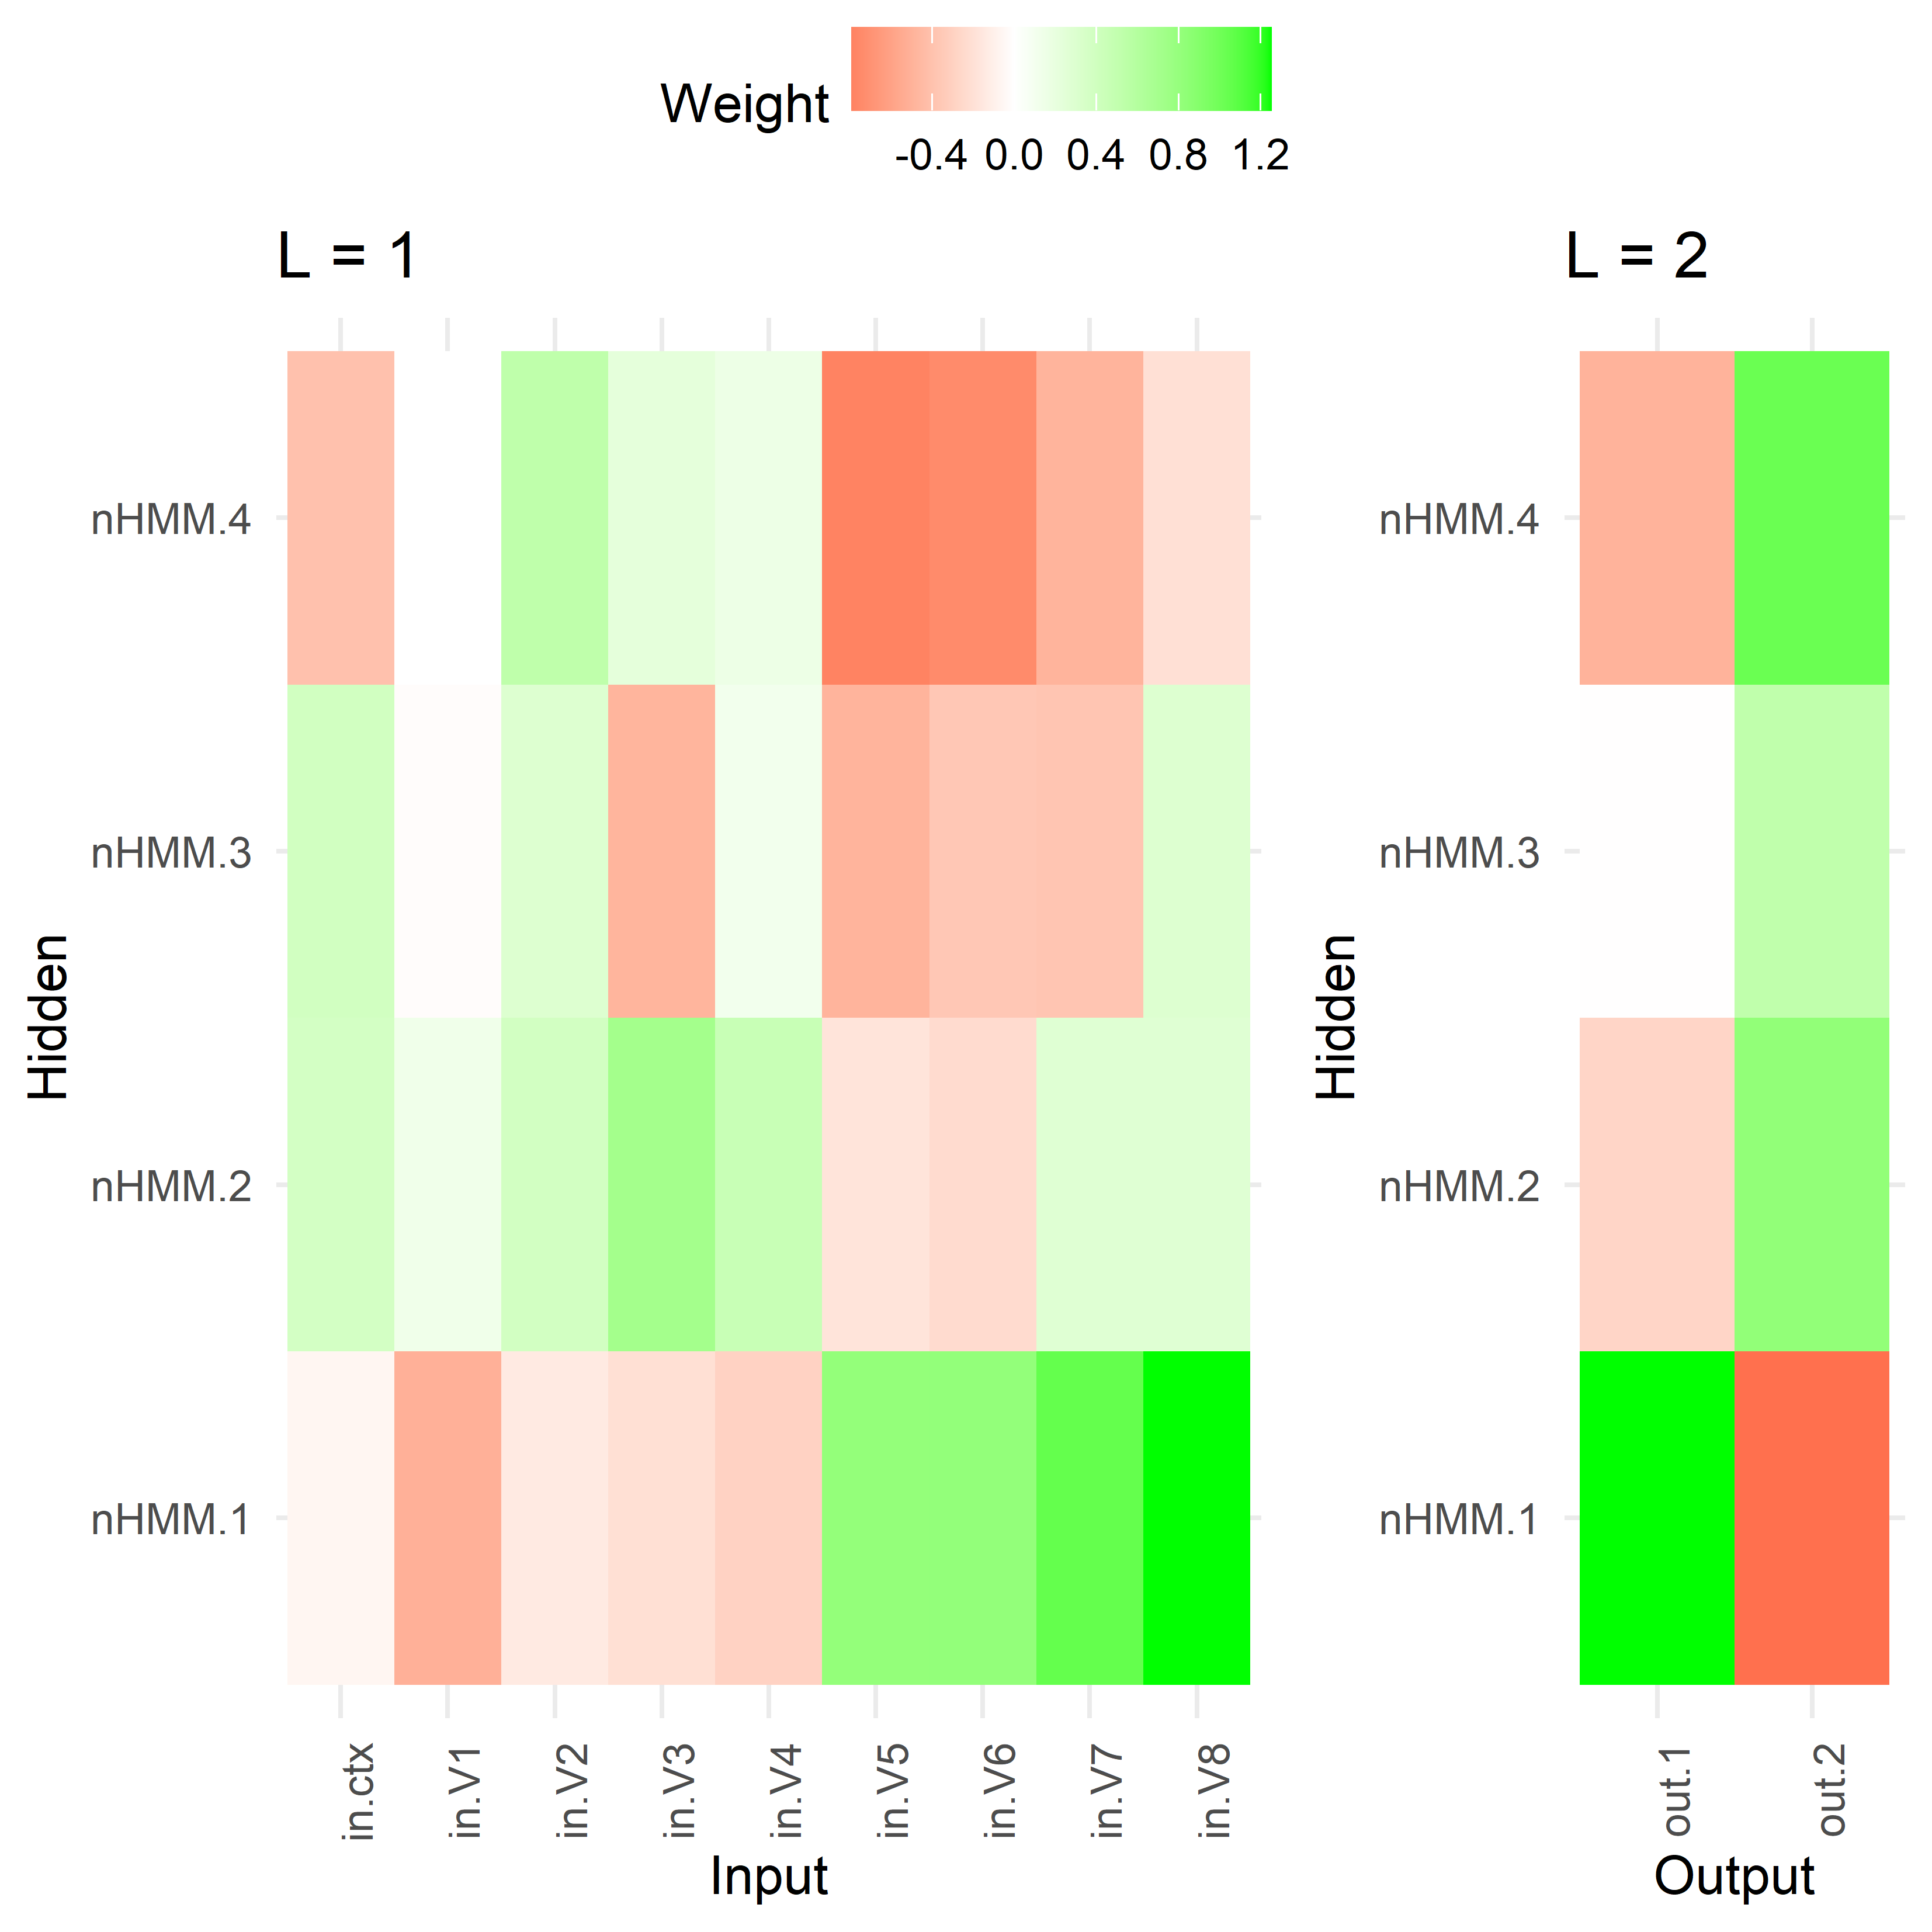 Weight
-0.4 0.0 0.4 0.8 1.2
L = 1
nHMM.4
nHMM.3
nHMM.2
nHMM.1
Hidden
in.ctx in.V1 in.V2 in.V3 in.V4 in.V5 in.V6 in.V7 in.V8
Input
L = 2
nHMM.4
nHMM.3
nHMM.2
nHMM.1
Hidden
out.1 out.2
Output